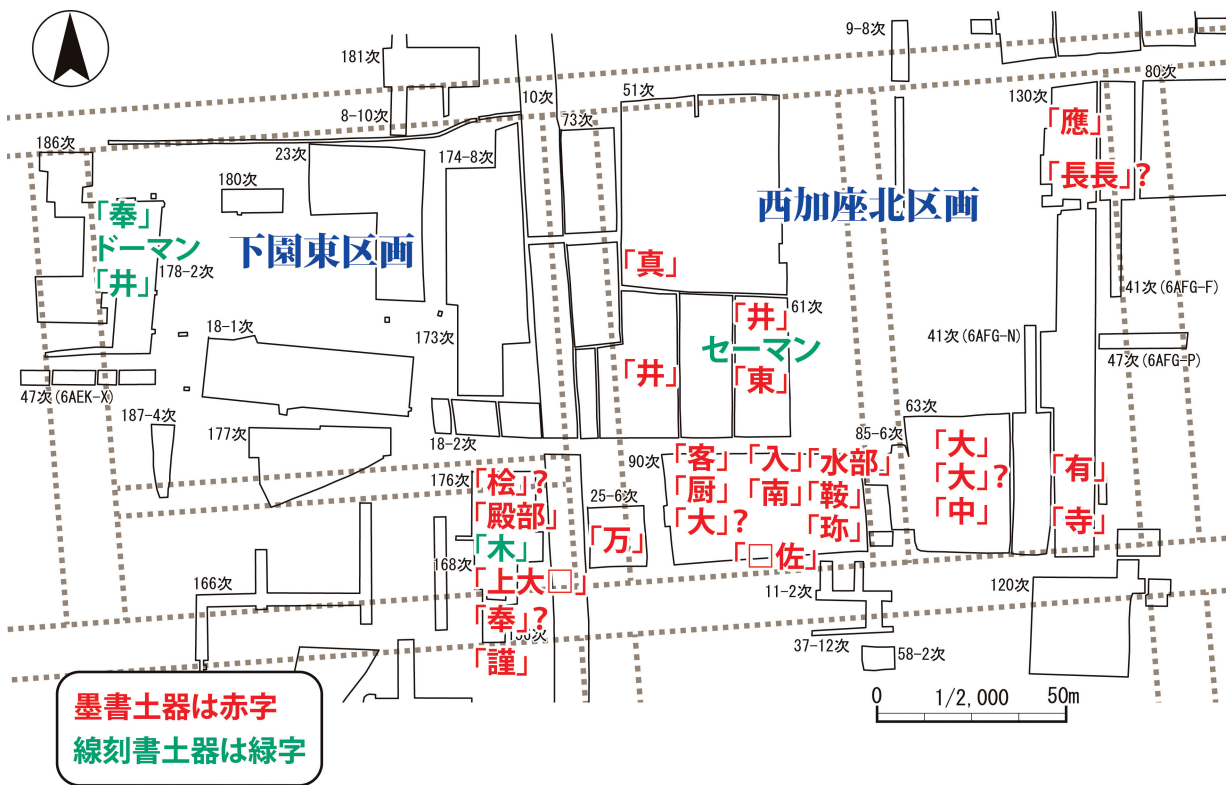 9-8次
181次
51次
80次
10次
130次
8-10次
73次
「應」
186次
23次
174-8次
「長長」?
180次
西加座北区画
「奉」
ドーマン
下園東区画
「井」
178-2次
「真」
41次(6AFG-F)
61次
「井」
18-1次
173次
41次(6AFG-N)
セーマン
47次(6AFG-P)
「井」
「東」
47次(6AEK-X)
187-4次
63次
177次
18-2次
85-6次
「大」
「大」?
「中」
90次
「客」
「入」
「水部」
「厨」
「南」
「鞍」
「大」?
「珎」
「□佐」
「有」
「寺」
176次
「桧」?
「殿部」
25-6次
「万」
「木」
168次
「上大□」
166次
「奉」?
「謹」
11-2次
120次
37-12次
58-2次
墨書土器は赤字
線刻書土器は緑字
0 1/2,000 50m